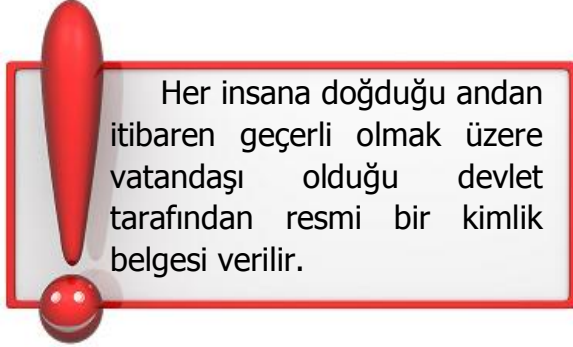 Her insana doğduğu andan
itibaren geçerli olmak üzere
vatandaşı olduğu devlet
tarafından resmi bir kimlik
belgesi verilir.